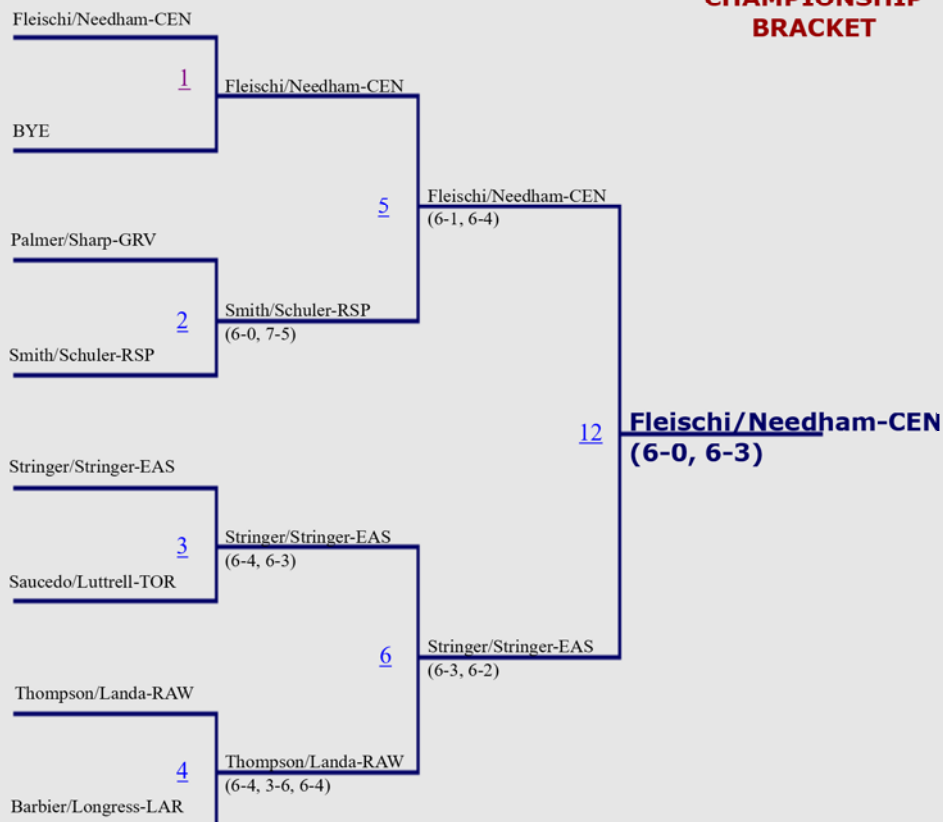 CHAMPIONSHIP
BRACKET
Fleischi/Needham-CEN
1
Fleischi/Needham-CEN
BYE
5
Fleischi/Needham-CEN
(6-1, 6-4)
Palmer/Sharp-GRV
2
Smith/Schuler-RSP
(6-0, 7-5)
Smith/Schuler-RSP
12
Fleischi/Needham-CEN
(6-0, 6-3)
Stringer/Stringer-EAS
3
Stringer/Stringer-EAS
(6-4, 6-3)
Saucedo/Luttrell-TOR
6
Stringer/Stringer-EAS
(6-3, 6-2)
Thompson/Landa-RAW
4
Thompson/Landa-RAW
(6-4, 3-6, 6-4)
Barbier/Longress-LAR